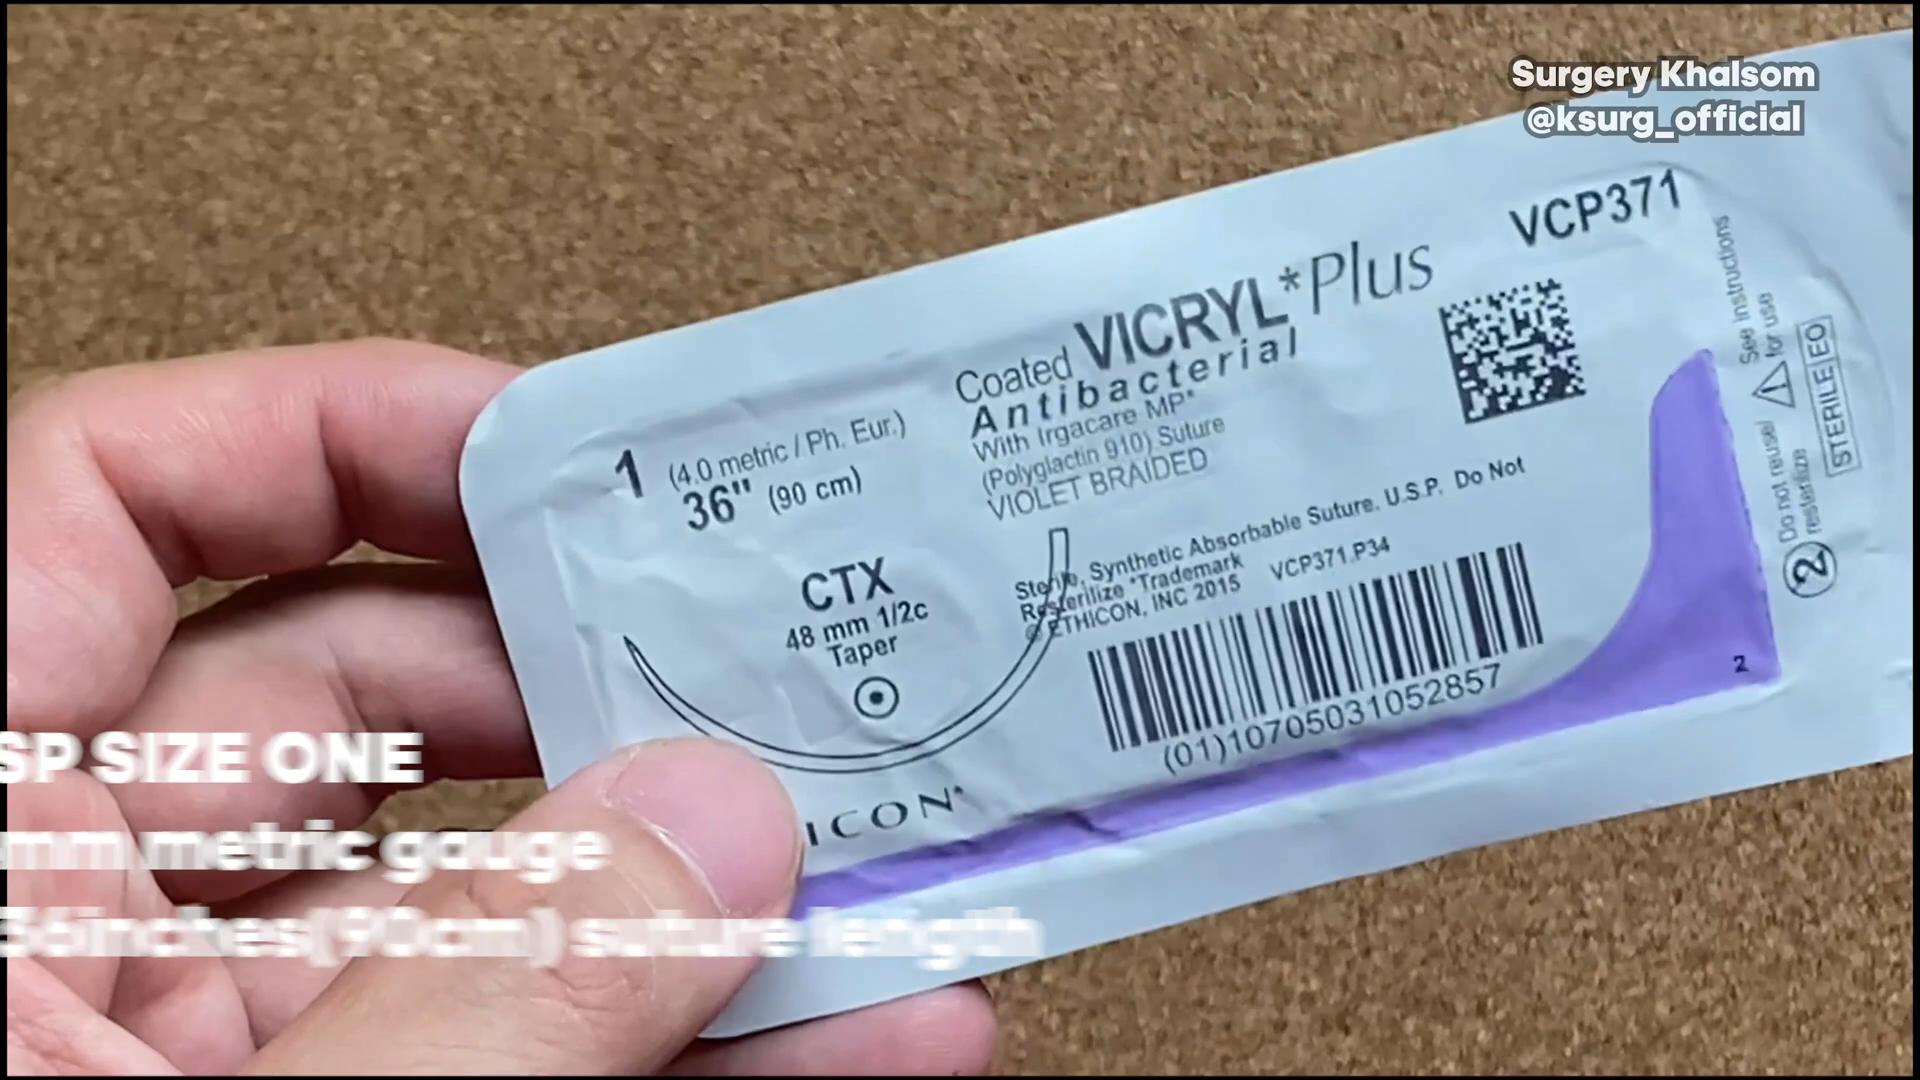 Surgery Khalsom
@ksurg_official
VCP371
Coated VICRYL*Plus
Antibacterial
With Irgacare MP*
(Polyglactin 910) Suture
VIOLET BRAIDED
1 (4.0 metric / Ph. Eur.)
36" (90 cm)
CTX
48 mm 1/2c
Taper
Sterile, Synthetic Absorbable Suture, U.S.P. Do Not
Resterilize *Trademark
© ETHICON, INC 2015 VCP371.P34
(01)10705031052857
ICON*
2
See instructions
for use
Do not reuse/
resterilize
2
STERILE EO
SP SIZE ONE
mm metric gauge
36inches(90cm) suture length